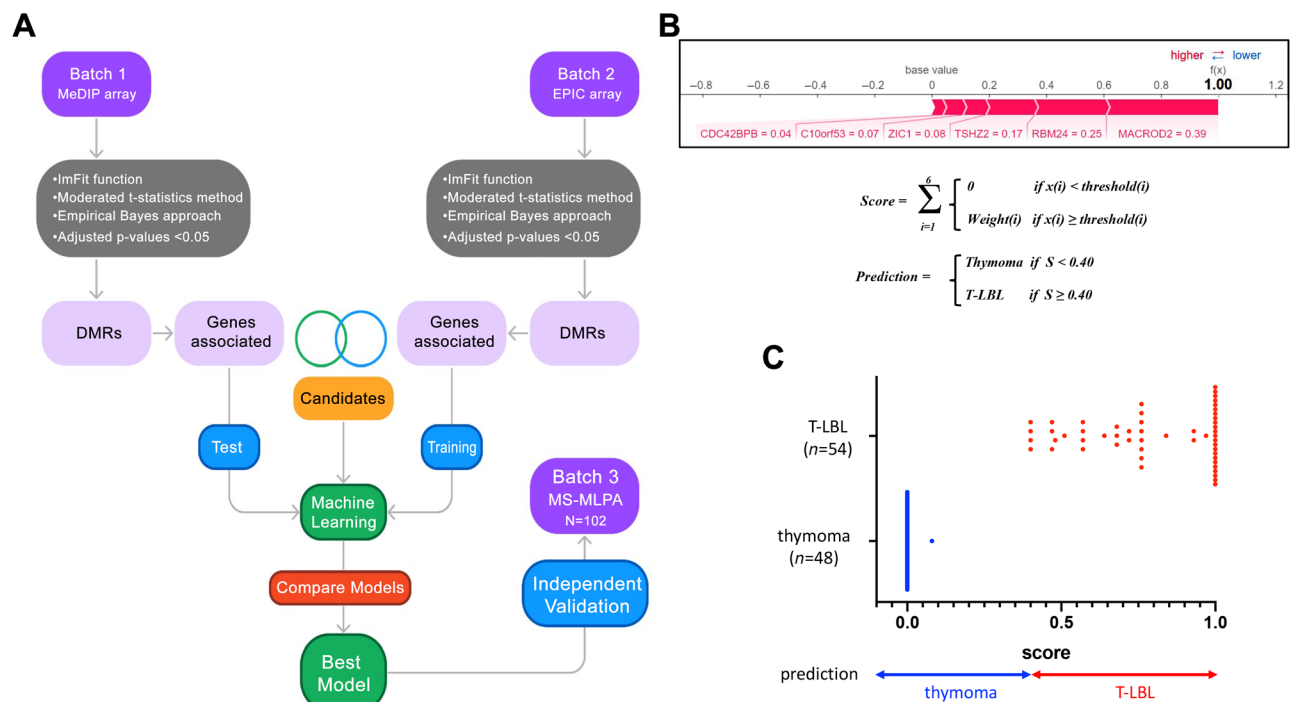 A
Batch 1
MeDIP array
Batch 2
EPIC array
•ImFit function
•Moderated t-statistics method
•Empirical Bayes approach
•Adjusted p-values <0.05
•ImFit function
•Moderated t-statistics method
•Empirical Bayes approach
•Adjusted p-values <0.05
DMRs
Genes
associated
Genes
associated
DMRs
Candidates
Test
Training
Machine
Learning
Batch 3
MS-MLPA
N=102
Compare Models
Independent
Validation
Best
Model
B
higher ⇄ lower
base value
f(x)
1.00
−0.8 −0.6 −0.4 −0.2 0 0.2 0.4 0.6 0.8 1.2
CDC42BPB = 0.04 C10orf53 = 0.07 ZIC1 = 0.08 TSHZ2 = 0.17 RBM24 = 0.25 MACROD2 = 0.39
6
0 if x(i) < threshold(i)
Score = ∑
Weight(i) if x(i) ≥ threshold(i)
i=1
Thymoma if S < 0.40
Prediction =
T-LBL if S ≥ 0.40
C
T-LBL
(n=54)
thymoma
(n=48)
0.0 0.5 1.0
score
prediction
thymoma T-LBL